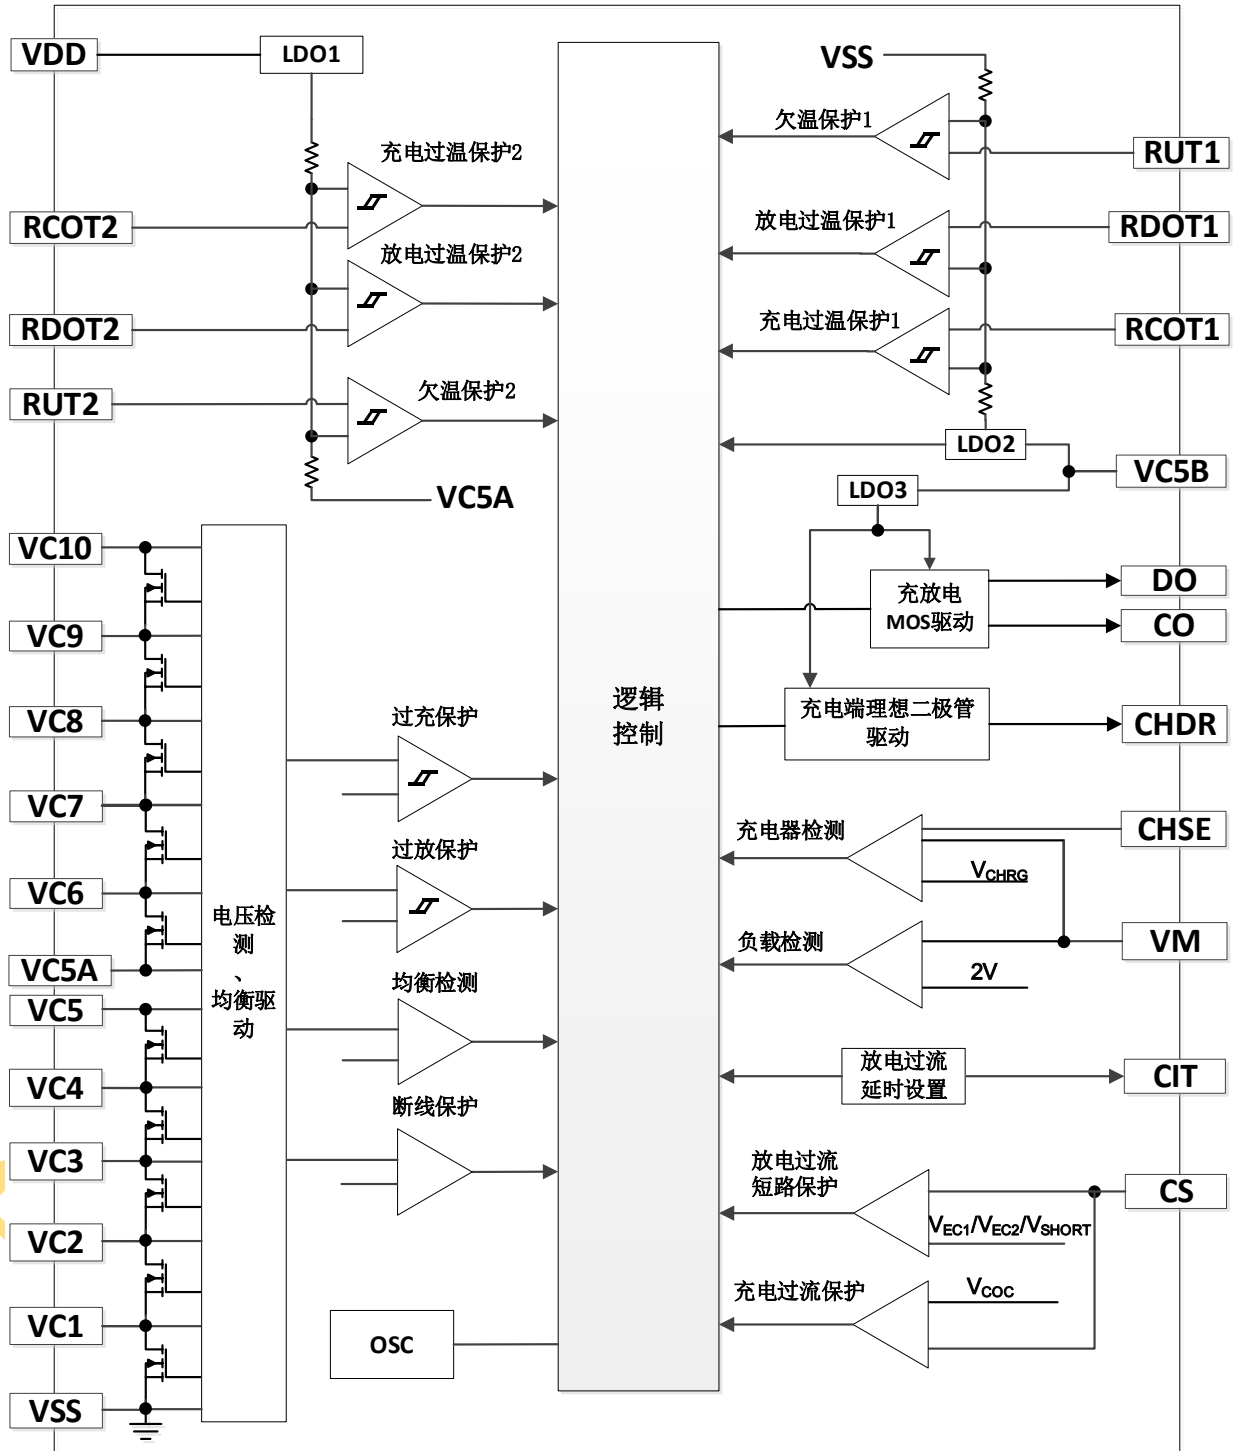 VDD
LDO1
VSS
欠温保护1
RUT1
充电过温保护2
RCOT2
放电过温保护1
RDOT1
放电过温保护2
RDOT2
充电过温保护1
RCOT1
RUT2
欠温保护2
LDO2
VC5B
VC5A
LDO3
VC10
充放电
MOS驱动
DO
CO
VC9
VC8
过充保护
逻辑
控制
充电端理想二极管
驱动
CHDR
VC7
过放保护
充电器检测
CHSE
VCHRG
VC6
电压检
测
、
均衡驱
动
负载检测
VM
2V
VC5A
均衡检测
VC5
放电过流
延时设置
CIT
VC4
断线保护
VC3
放电过流
短路保护
CS
VEC1/VEC2/VSHORT
VC2
充电过流保护
VCOC
VC1
OSC
VSS